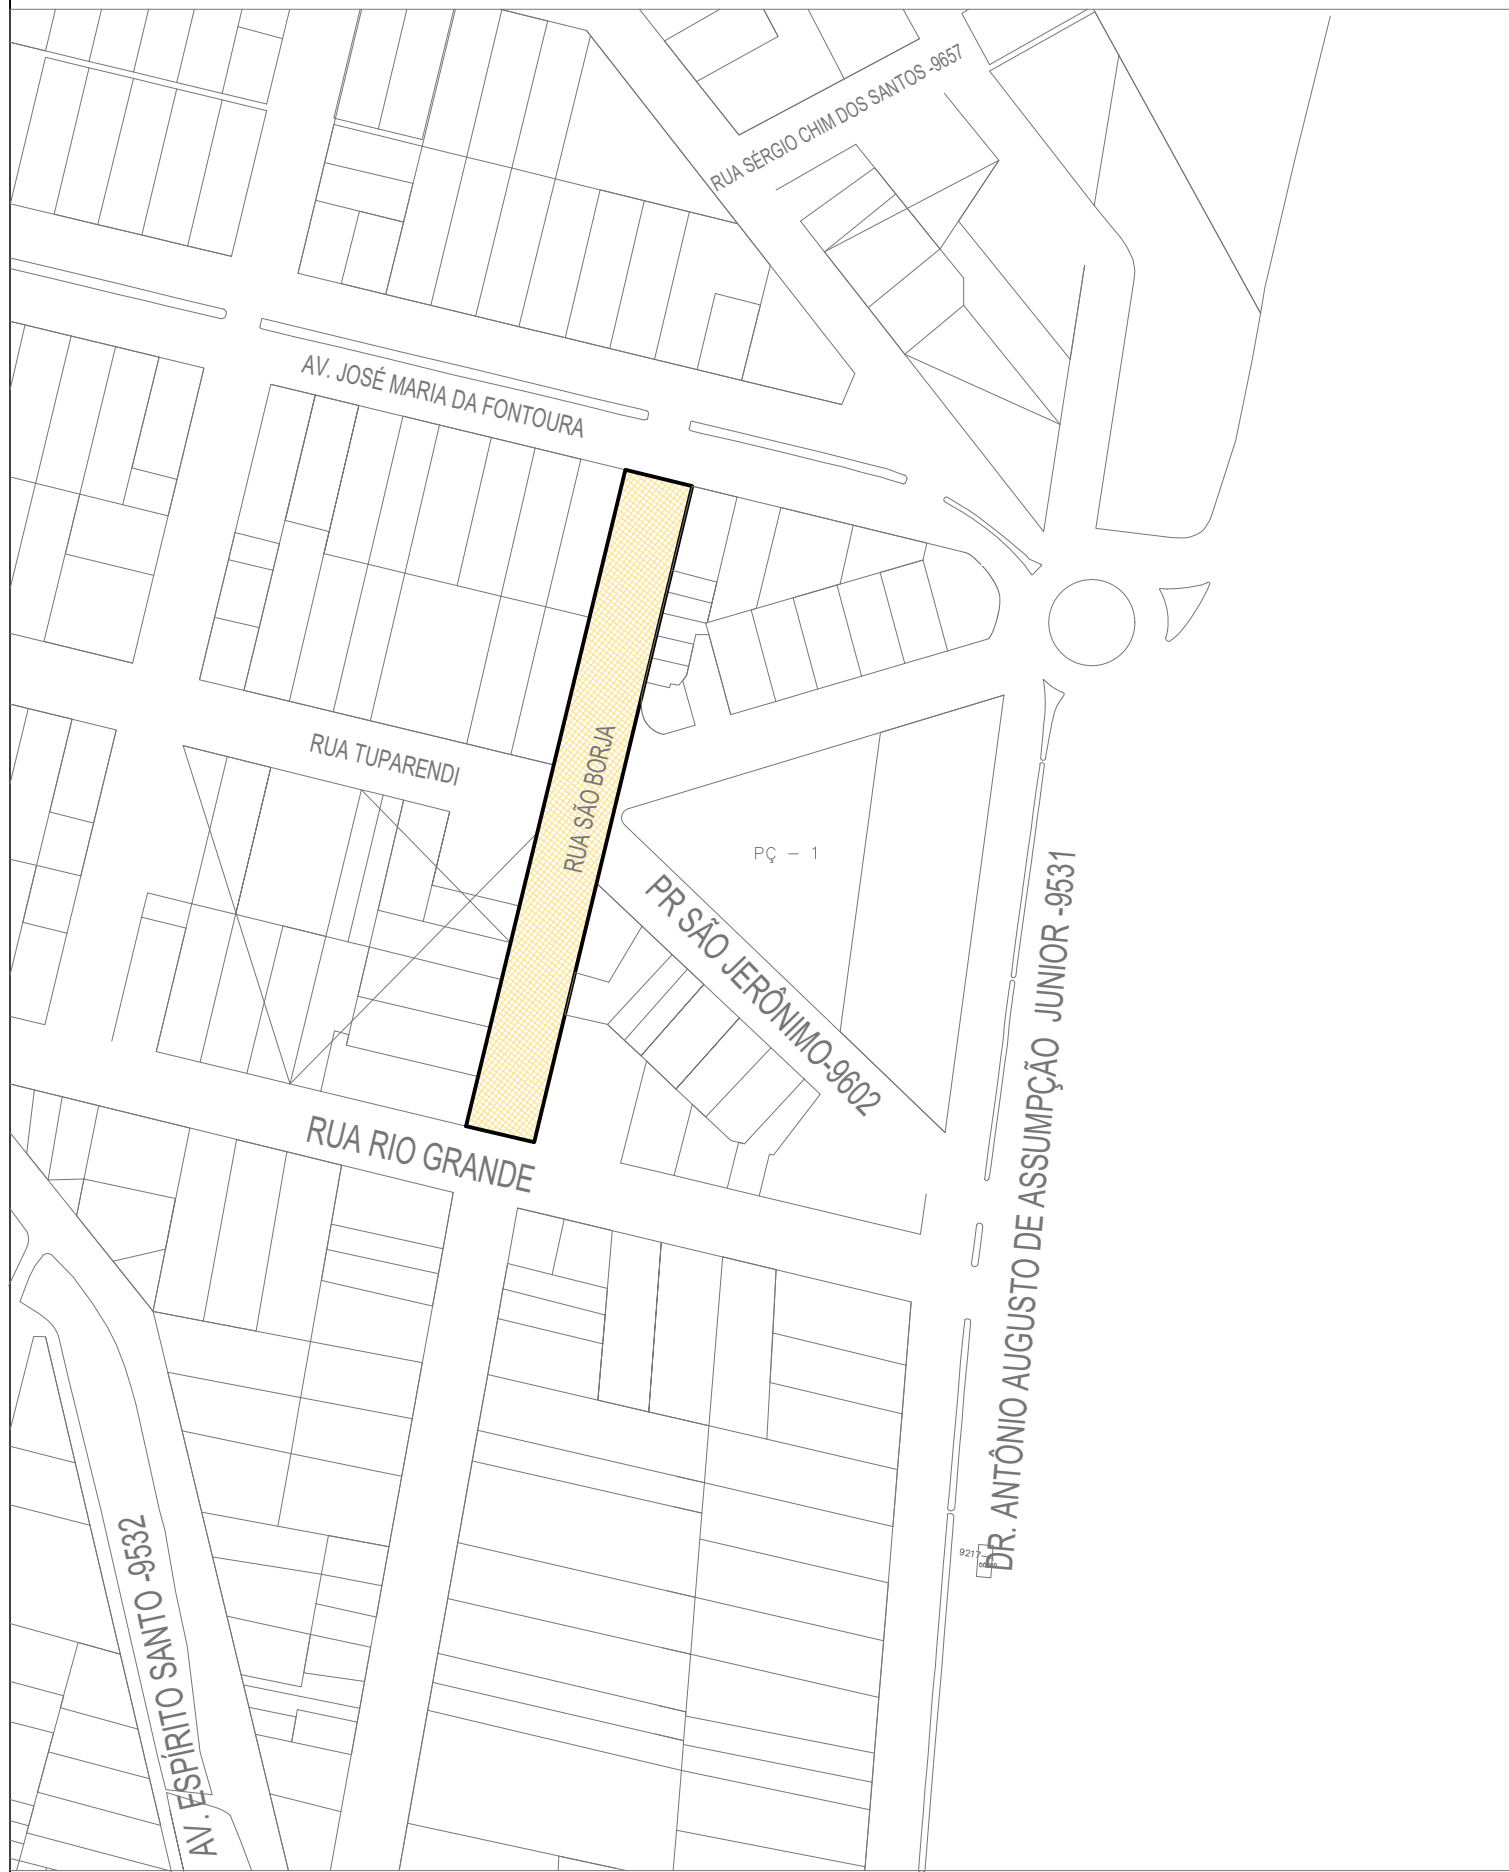 RUA SÉRGIO CHIM DOS SANTOS -9657
AV. JOSÉ MARIA DA FONTOURA
RUA TUPARENDI
RUA SÃO BORJA
PÇ - 1
PR SÃO JERÔNIMO-9602
DR. ANTÔNIO AUGUSTO DE ASSUMPÇÃO JUNIOR -9531
RUA RIO GRANDE
AV. ESPÍRITO SANTO -9532
9217